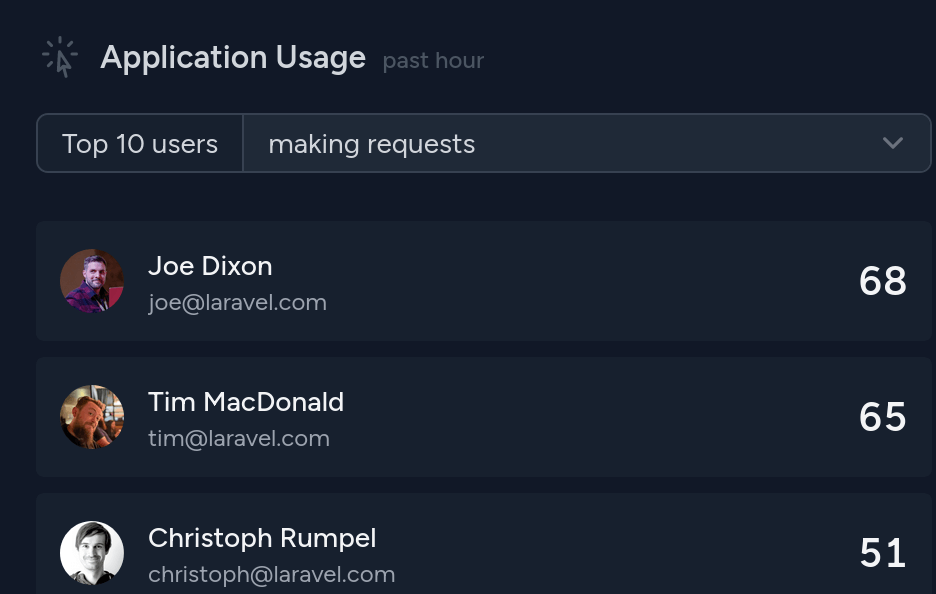 Application Usage past hour
Top 10 users making requests
Joe Dixon
joe@laravel.com
68
Tim MacDonald
tim@laravel.com
65
Christoph Rumpel
christoph@laravel.com
51